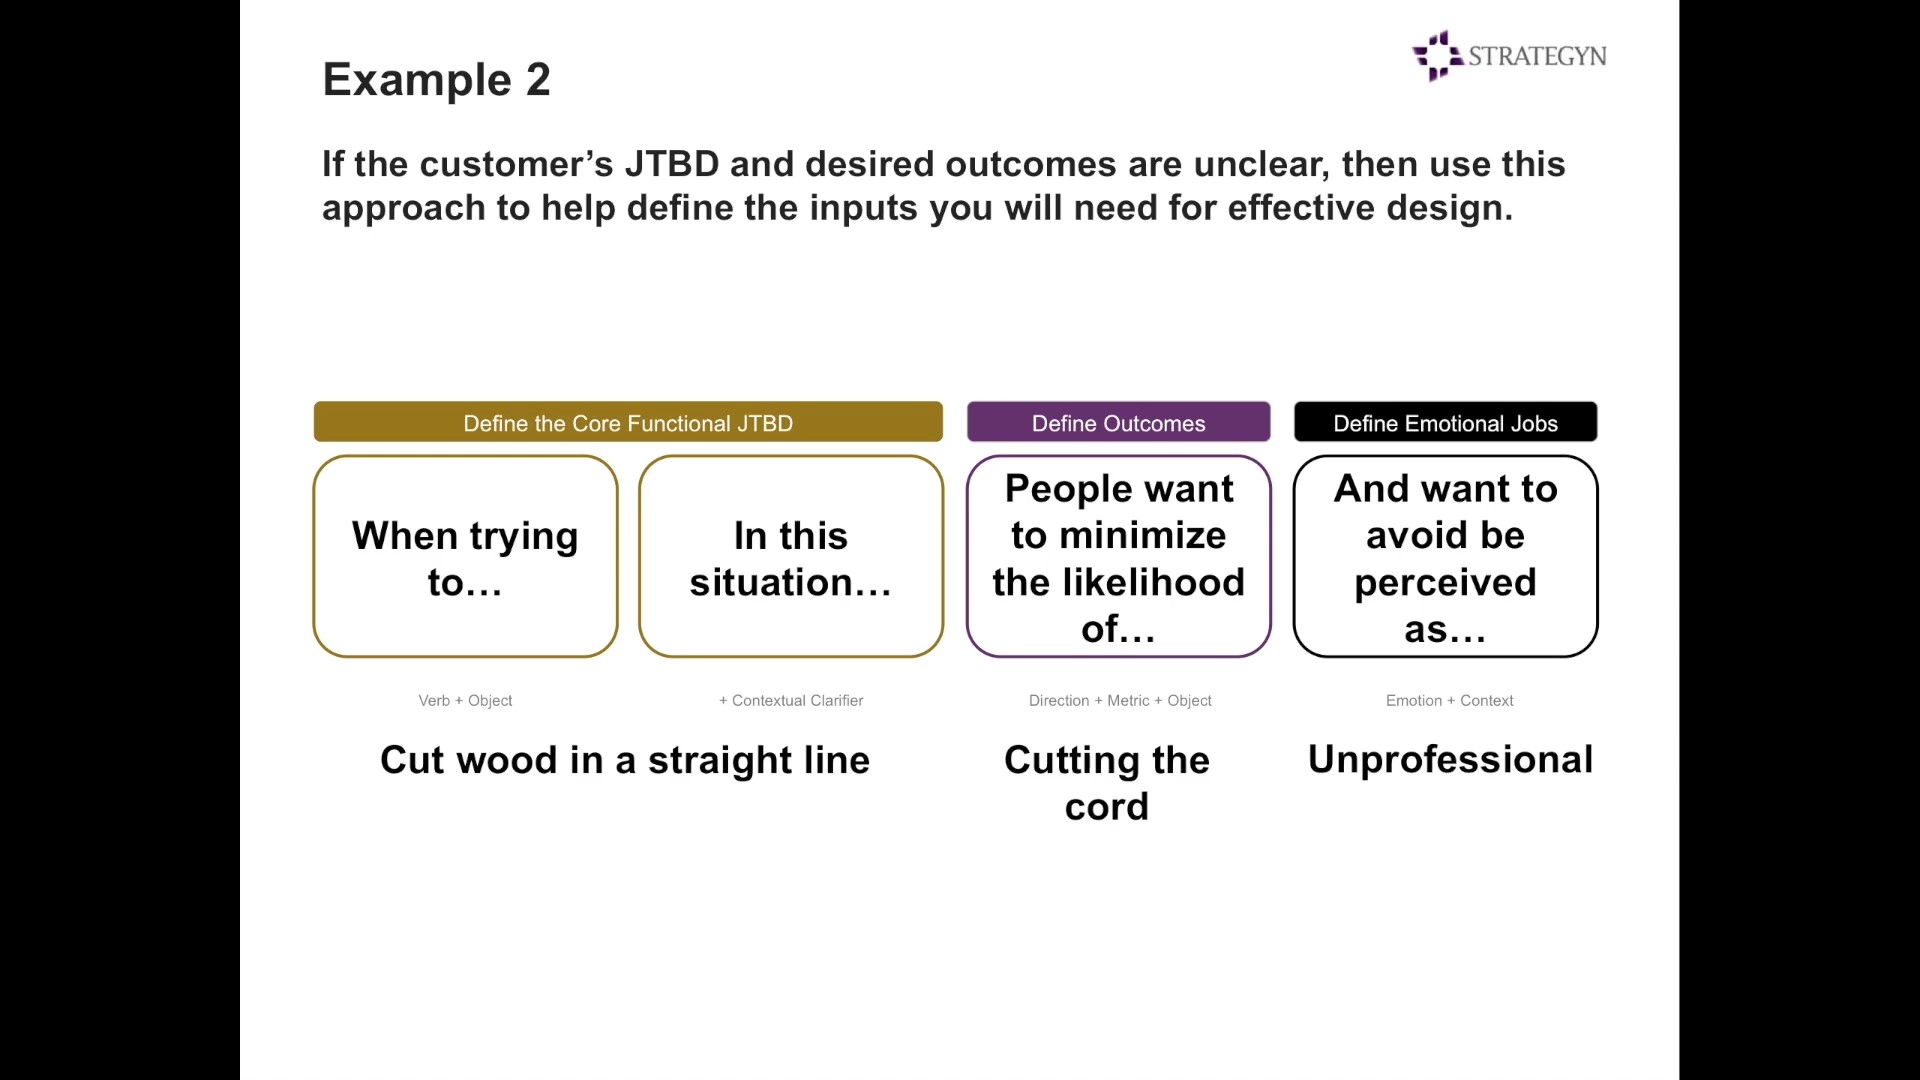 STRATEGYN
Example 2
If the customer’s JTBD and desired outcomes are unclear, then use this
approach to help define the inputs you will need for effective design.
Define the Core Functional JTBD
Define Outcomes
Define Emotional Jobs
When trying
to…
In this
situation…
People want
to minimize
the likelihood
of…
And want to
avoid be
perceived
as…
Verb + Object
+ Contextual Clarifier
Direction + Metric + Object
Emotion + Context
Cut wood in a straight line
Cutting the
cord
Unprofessional